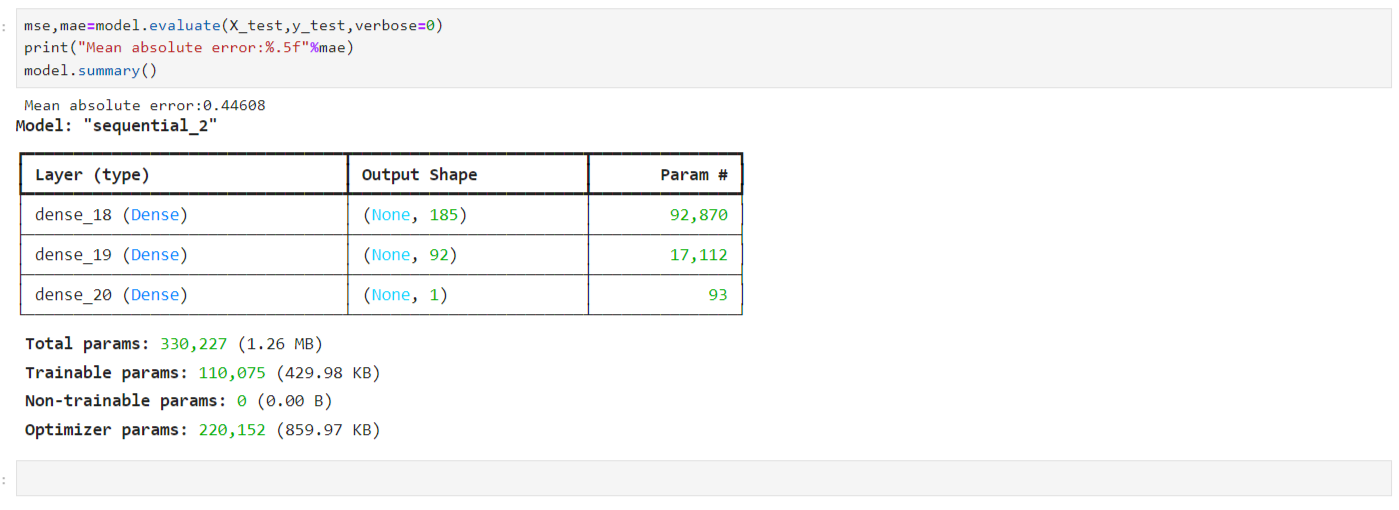 :
mse,mae=model.evaluate(X_test,y_test,verbose=0)
print("Mean absolute error:%.5f"%mae)
model.summary()
Mean absolute error:0.44608
Model: "sequential_2"
Layer (type) Output Shape Param #
dense_18 (Dense) (None, 185) 92,870
dense_19 (Dense) (None, 92) 17,112
dense_20 (Dense) (None, 1) 93
Total params: 330,227 (1.26 MB)
Trainable params: 110,075 (429.98 KB)
Non-trainable params: 0 (0.00 B)
Optimizer params: 220,152 (859.97 KB)
: